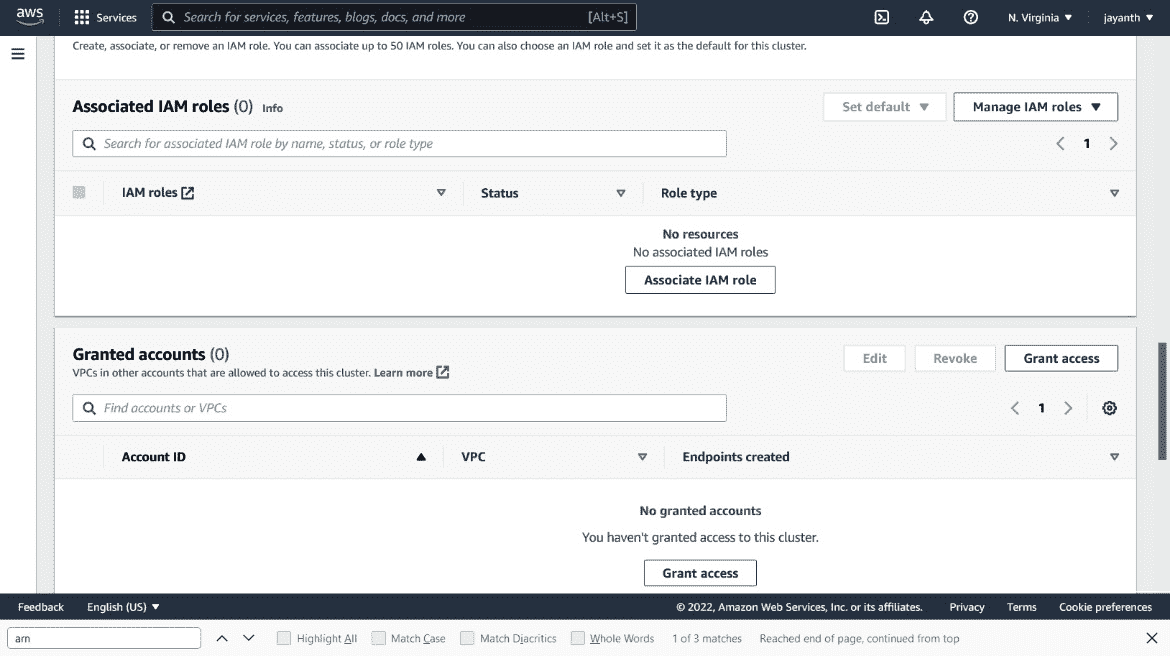 aws Services Search for services, features, blogs, docs, and more [Alt+S] N. Virginia jayanth
Create, associate, or remove an IAM role. You can associate up to 50 IAM roles. You can also choose an IAM role and set it as the default for this cluster.
Associated IAM roles (0) Info Set default Manage IAM roles
Search for associated IAM role by name, status, or role type 1
IAM roles Status Role type
No resources
No associated IAM roles
Associate IAM role
Granted accounts (0) Edit Revoke Grant access
VPCs in other accounts that are allowed to access this cluster. Learn more
Find accounts or VPCs 1
Account ID VPC Endpoints created
No granted accounts
You haven't granted access to this cluster.
Grant access
Feedback English (US) © 2022, Amazon Web Services, Inc. or its affiliates. Privacy Terms Cookie preferences
arn Highlight All Match Case Match Diacritics Whole Words 1 of 3 matches Reached end of page, continued from top